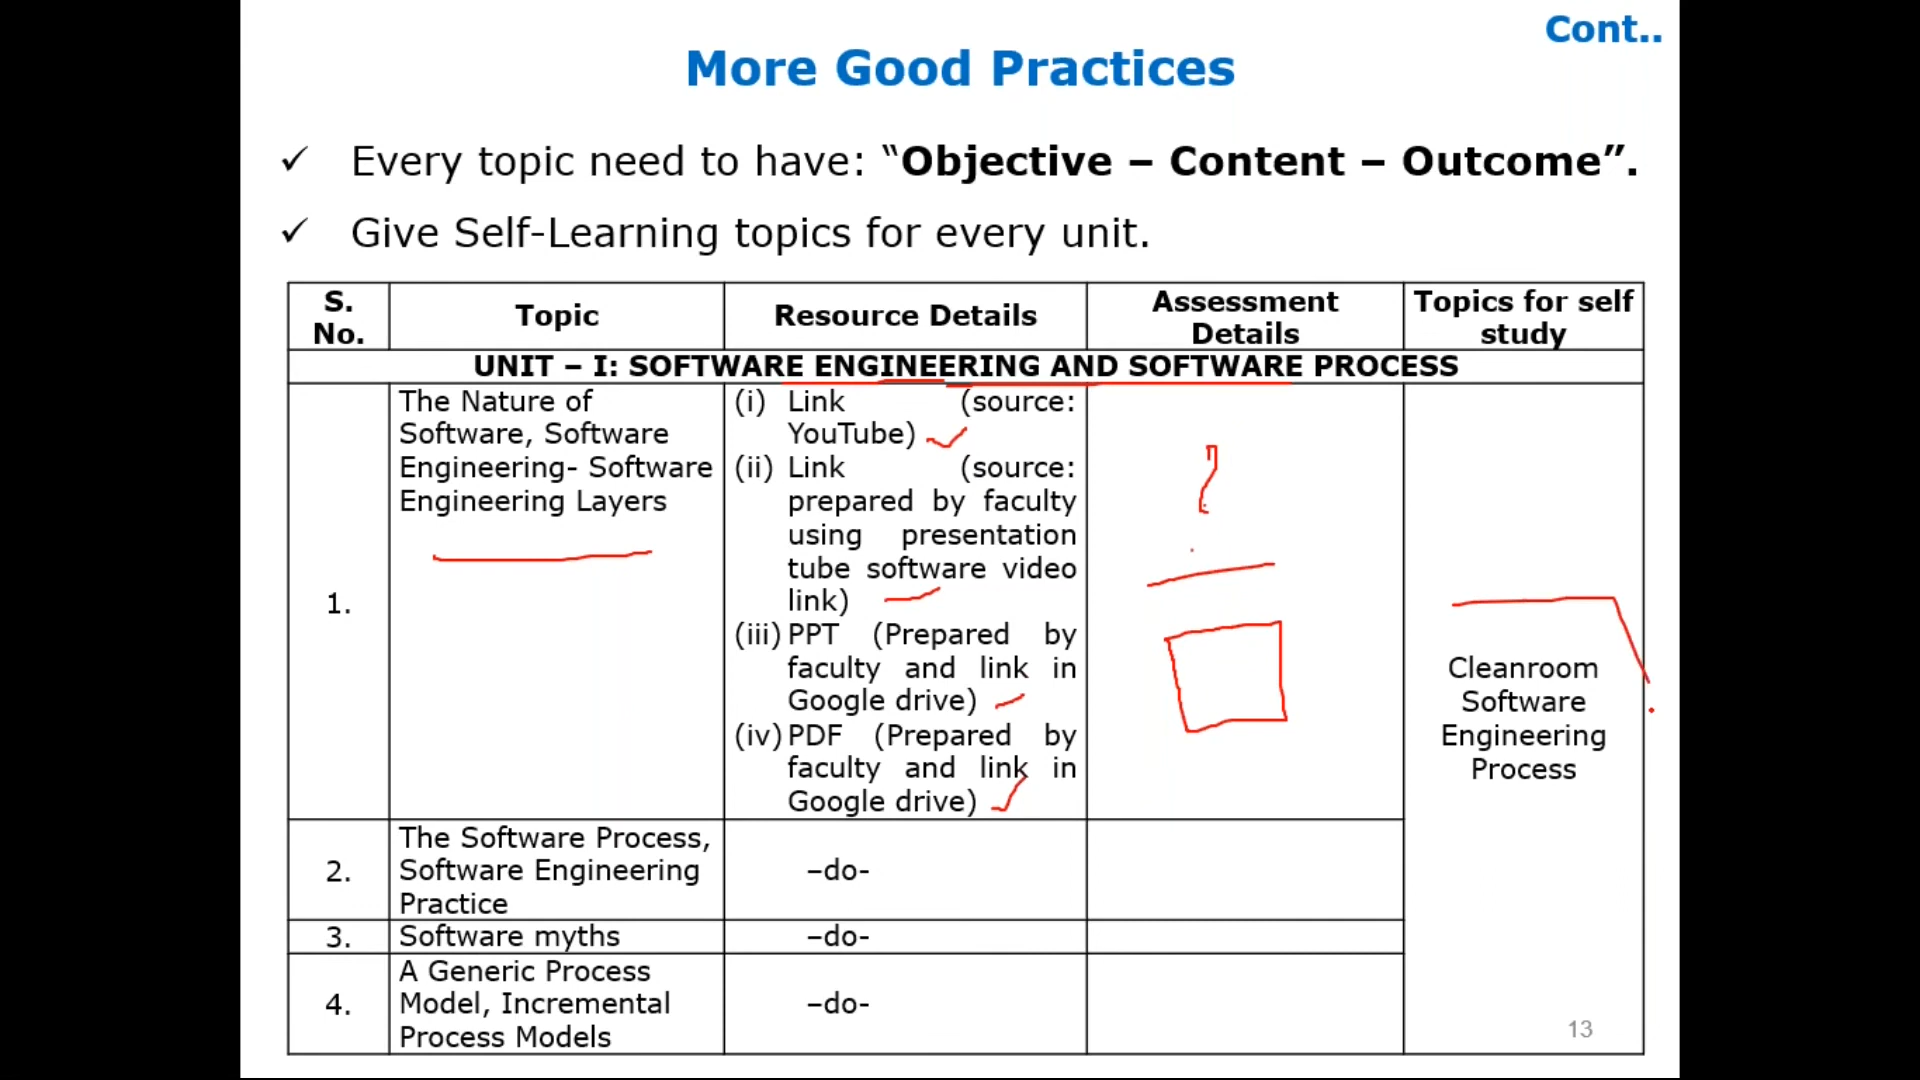 Cont..
More Good Practices
✓ Every topic need to have: “Objective – Content – Outcome”.
✓ Give Self-Learning topics for every unit.
S. No.
Topic
Resource Details
Assessment Details
Topics for self study
UNIT – I: SOFTWARE ENGINEERING AND SOFTWARE PROCESS
1.
The Nature of
Software, Software
Engineering- Software
Engineering Layers
(i) Link (source:
YouTube)
(ii) Link (source:
prepared by faculty
using presentation
tube software video
link)
(iii) PPT (Prepared by
faculty and link in
Google drive)
(iv) PDF (Prepared by
faculty and link in
Google drive)
?
Cleanroom
Software
Engineering
Process
2.
The Software Process,
Software Engineering
Practice
–do-
3.
Software myths
–do-
4.
A Generic Process
Model, Incremental
Process Models
–do-
13